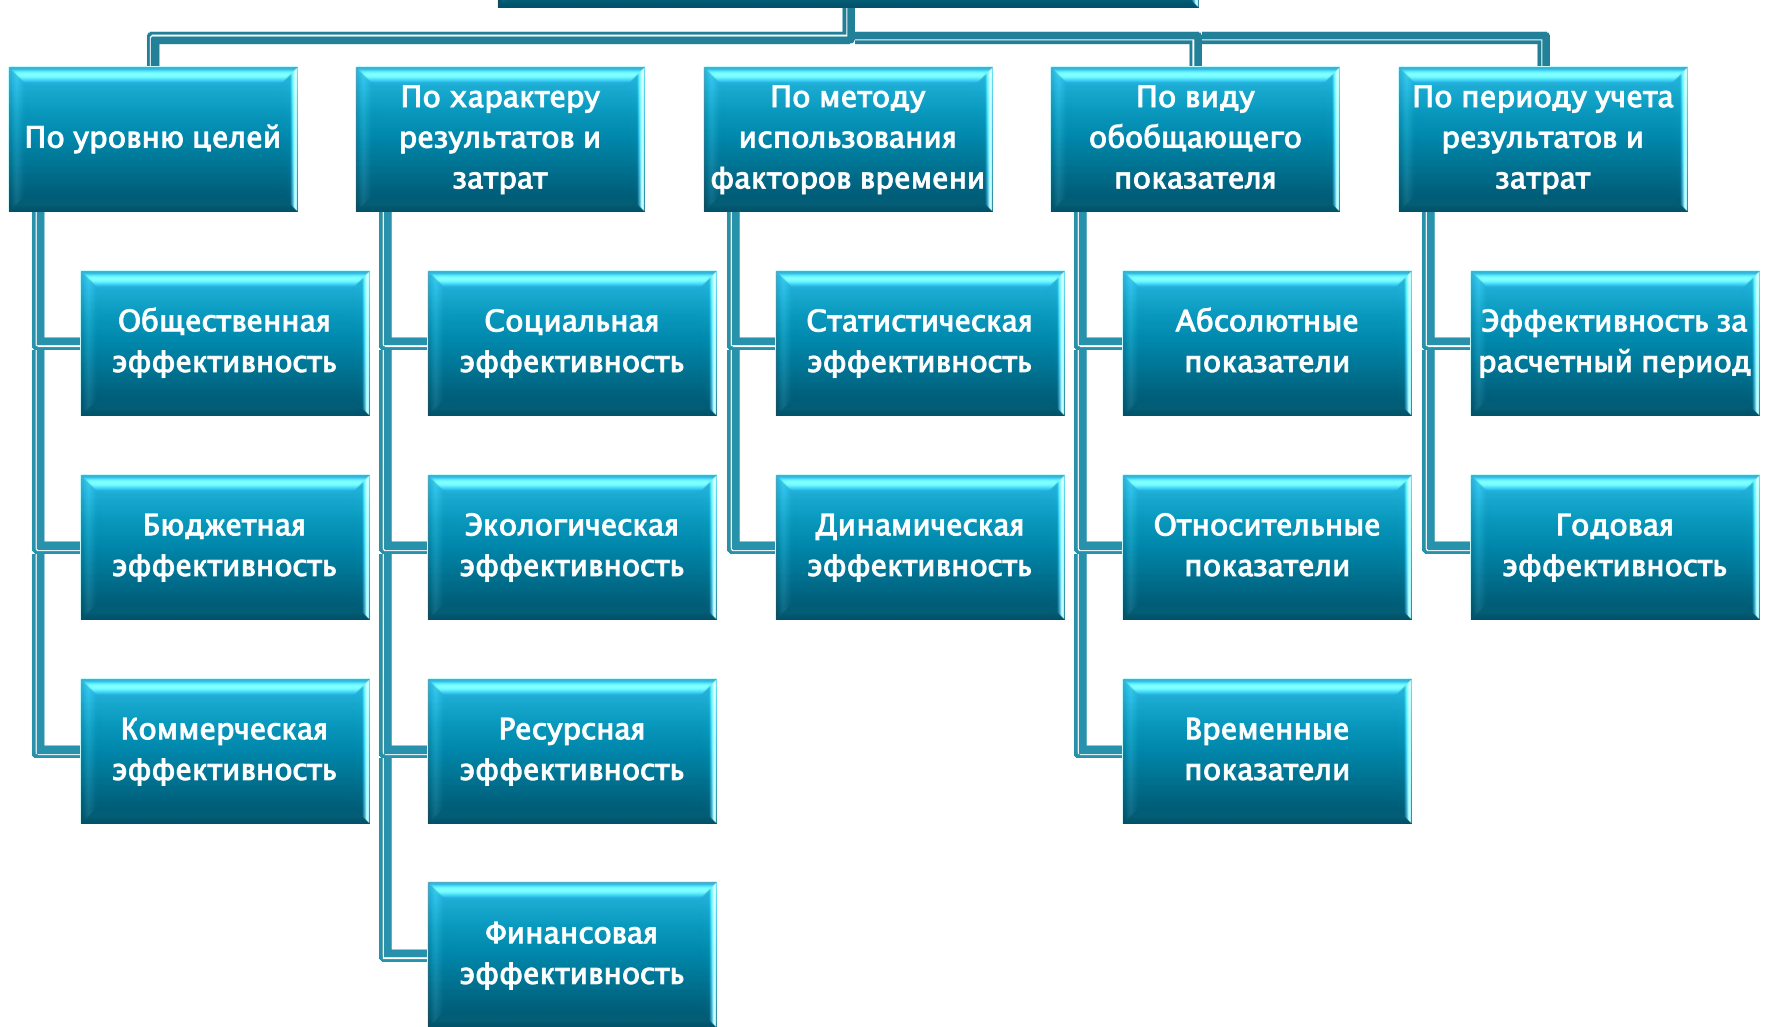 По уровню целей
По характеру
результатов и
затрат
По методу
использования
факторов времени
По виду
обобщающего
показателя
По периоду учета
результатов и
затрат
Общественная
эффективность
Социальная
эффективность
Статистическая
эффективность
Абсолютные
показатели
Эффективность за
расчетный период
Бюджетная
эффективность
Экологическая
эффективность
Динамическая
эффективность
Относительные
показатели
Годовая
эффективность
Коммерческая
эффективность
Ресурсная
эффективность
Временные
показатели
Финансовая
эффективность